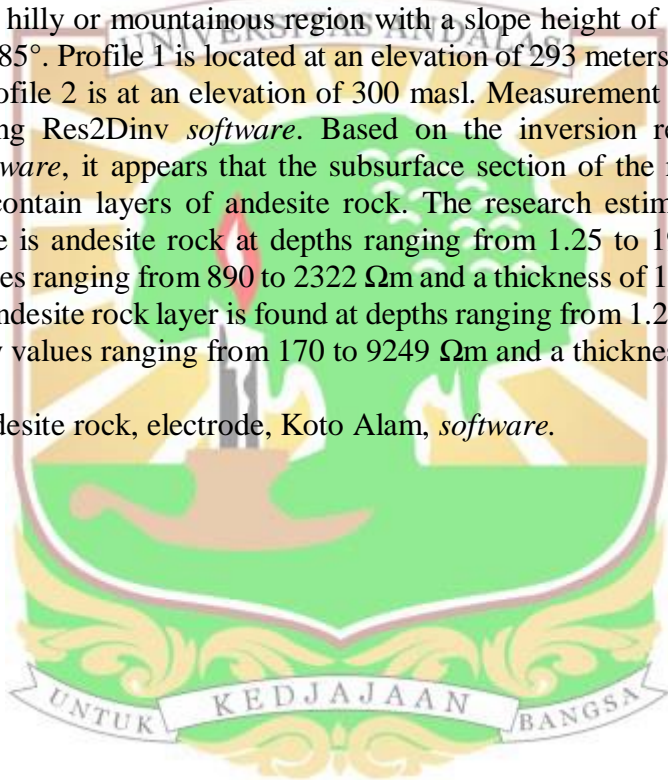 hilly or mountainous region with a slope height of
85°. Profile 1 is located at an elevation of 293 meters
UNIVERSITAS ANDALAS
ofile 2 is at an elevation of 300 masl. Measurement
ng Res2Dinv software. Based on the inversion re
ware, it appears that the subsurface section of the
contain layers of andesite rock. The research estim
e is andesite rock at depths ranging from 1.25 to 1
es ranging from 890 to 2322 Ωm and a thickness of 1
ndesite rock layer is found at depths ranging from 1.2
values ranging from 170 to 9249 Ωm and a thicknes
desite rock, electrode, Koto Alam, software.
UNTUK KEDJAJAAN BANGSA